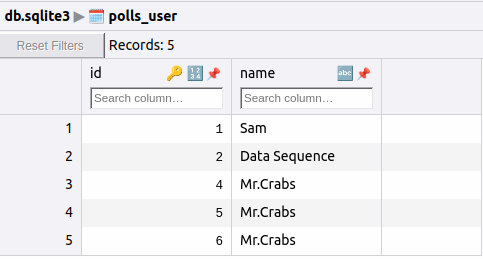 db.sqlite3 ▶ polls_user
Reset Filters Records: 5
id name
Search column... Search column...
1 1 Sam
2 2 Data Sequence
3 4 Mr.Crabs
4 5 Mr.Crabs
5 6 Mr.Crabs